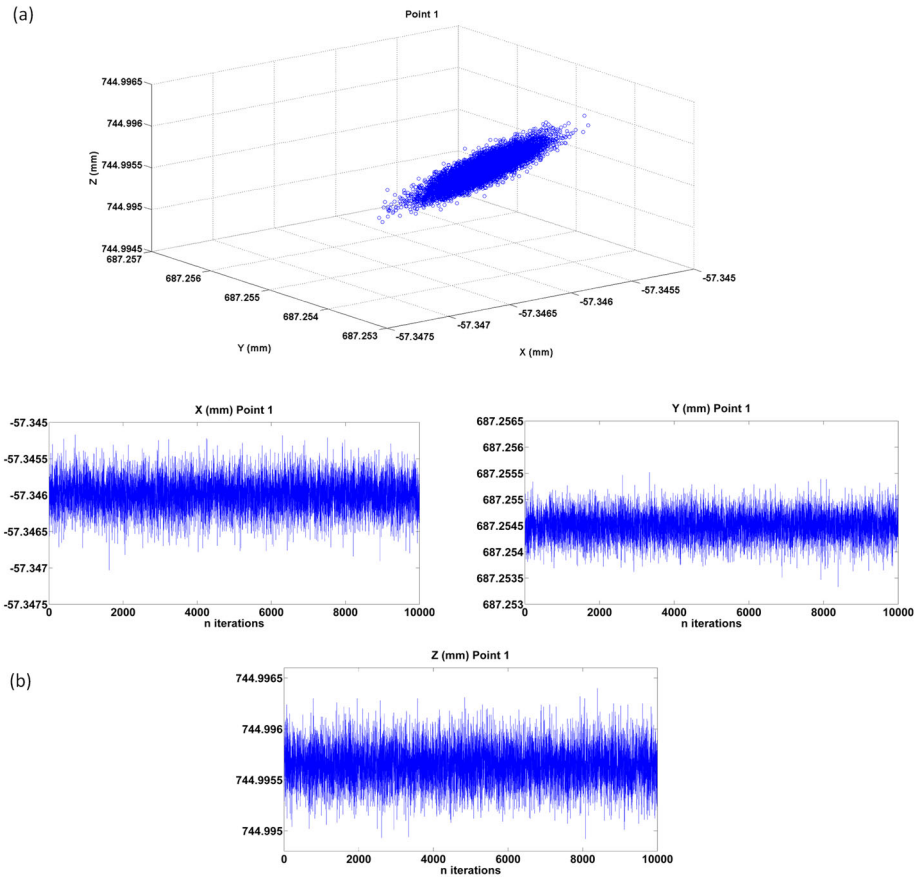 (a)
Point 1
744.9965
744.996
744.9955
744.995
744.9945
Z (mm)
687.257
687.256
687.255
687.254
687.253
Y (mm)
-57.3475
-57.347
-57.3465
-57.346
-57.3455
-57.345
X (mm)
X (mm) Point 1
-57.345
-57.3455
-57.346
-57.3465
-57.347
-57.3475
0 2000 4000 6000 8000 10000
n iterations
Y (mm) Point 1
687.2565
687.256
687.2555
687.255
687.2545
687.254
687.2535
687.253
0 2000 4000 6000 8000 10000
n iterations
(b)
Z (mm) Point 1
744.9965
744.996
744.9955
744.995
0 2000 4000 6000 8000 10000
n iterations